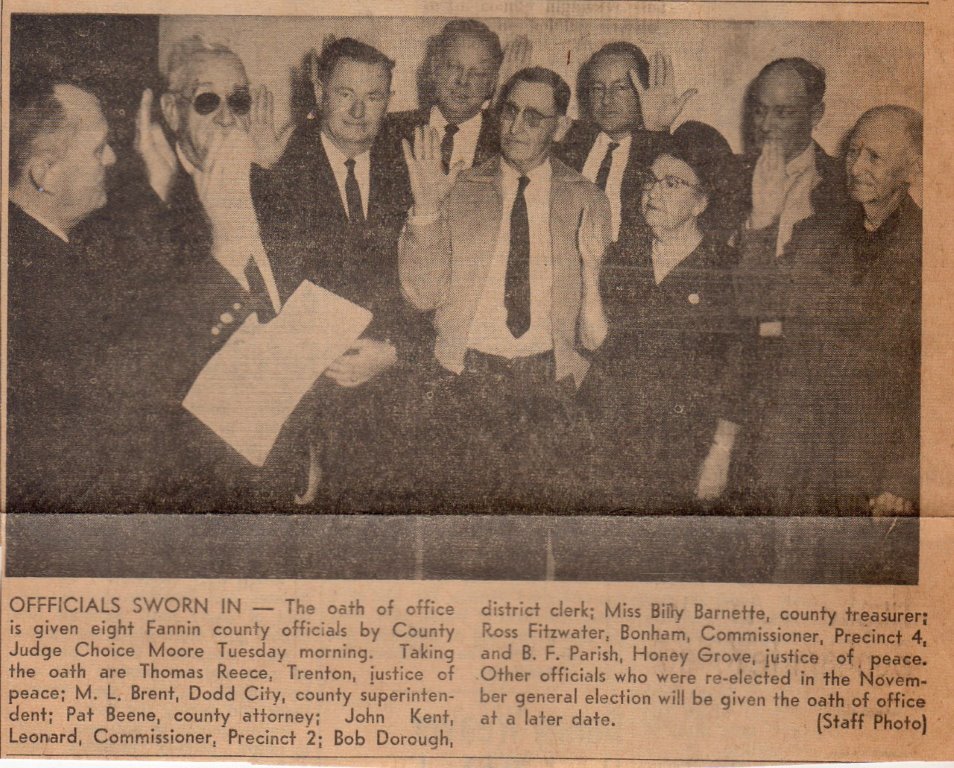 OFFFICIALS SWORN IN — The oath of office
is given eight Fannin county officials by County
Judge Choice Moore Tuesday morning. Taking
the oath are Thomas Reece, Trenton, justice of
peace; M. L. Brent, Dodd City, county superinten-
dent; Pat Beene, county attorney; John Kent,
Leonard, Commissioner, Precinct 2; Bob Dorough,
district clerk; Miss Billy Barnette, county treasurer;
Ross Fitzwater, Bonham, Commissioner, Precinct 4,
and B. F. Parish, Honey Grove, justice of peace.
Other officials who were re-elected in the Novem-
ber general election will be given the oath of office
at a later date. (Staff Photo)